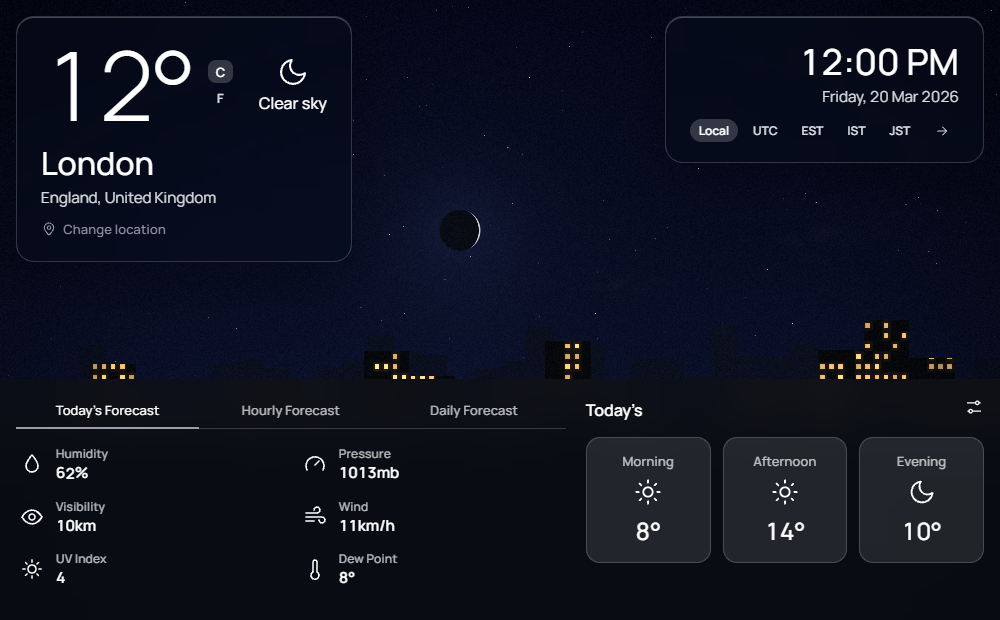 12°
C
F
Clear sky
London
England, United Kingdom
Change location
12:00 PM
Friday, 20 Mar 2026
Local UTC EST IST JST
Today's Forecast Hourly Forecast Daily Forecast
Humidity
62%
Pressure
1013mb
Visibility
10km
Wind
11km/h
UV Index
4
Dew Point
8°
Today's
Morning
8°
Afternoon
14°
Evening
10°